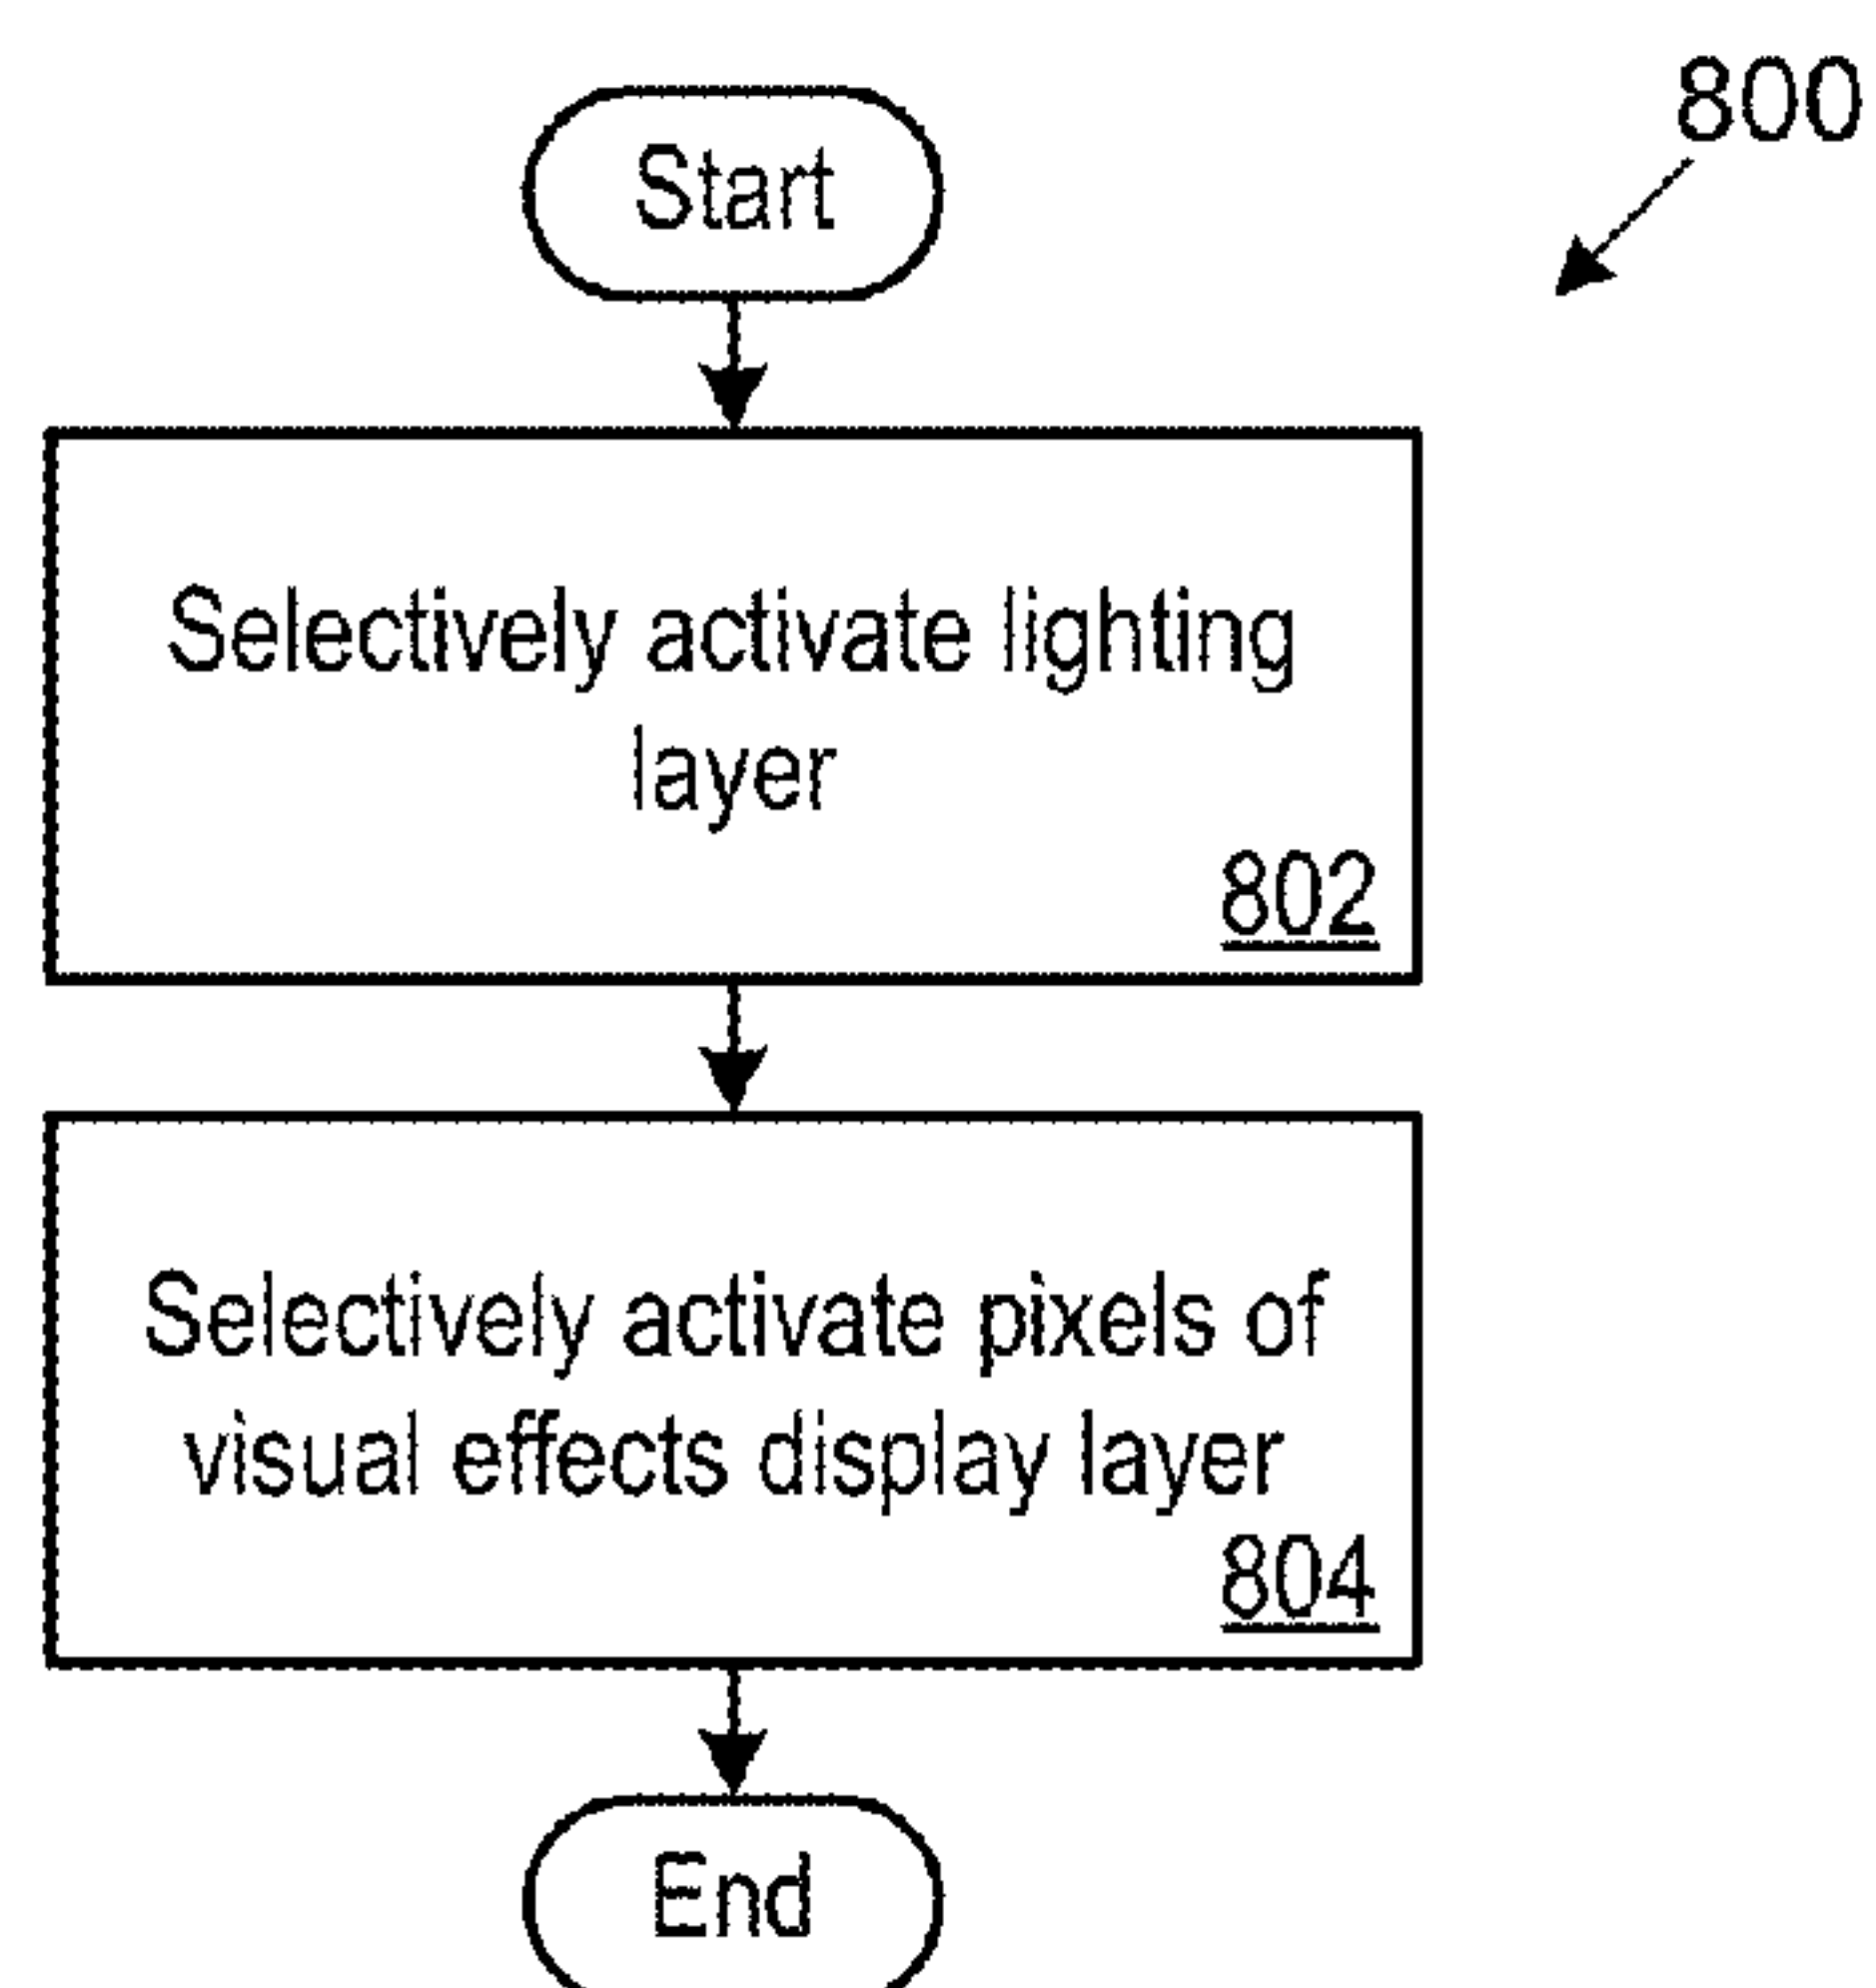 800
Start
Selectively activate lighting
layer
802
Selectively activate pixels of
visual effects display layer
804
End